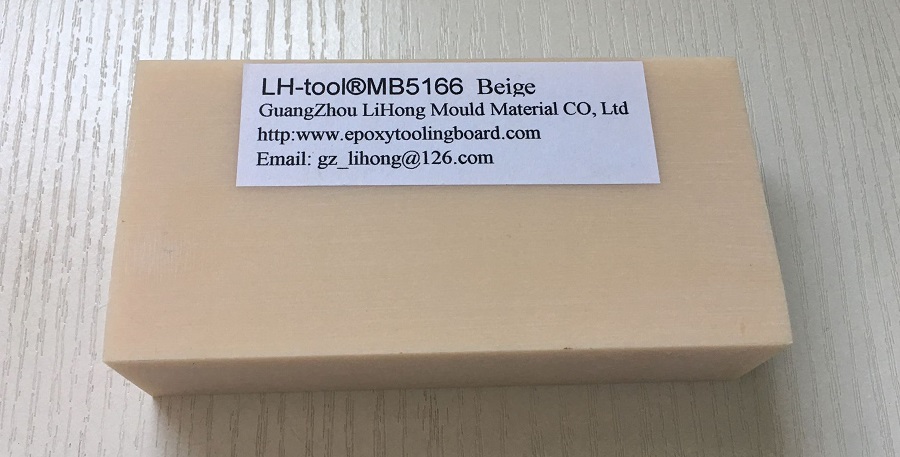 LH-tool®MB5166 Beige
GuangZhou LiHong Mould Material CO, Ltd
http:www.epoxytoolingboard.com
Email: gz_lihong@126.com